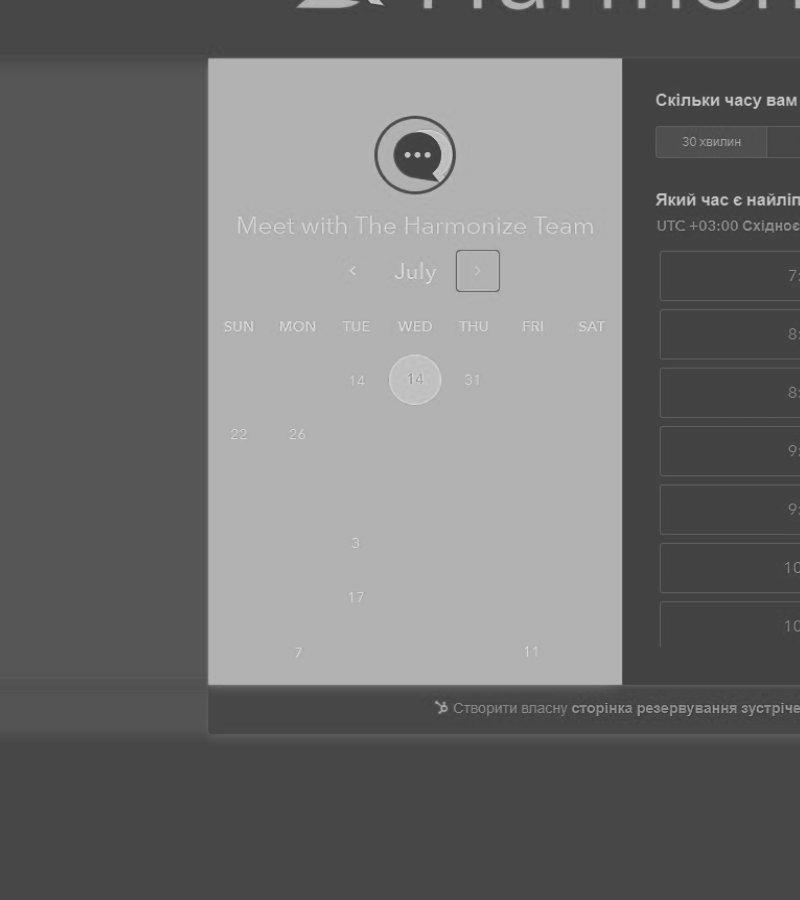 Скільки часу вам
30 хвилин
Meet with The Harmonize Team
Який час є найліп
UTC +03:00 Східноє
July
SUN MON TUE WED THU FRI SAT
14 14 31
22 26
3
17
7 11
7:
8:
8:
9:
9:
10
10
Створити власну сторінка резервування зустріче